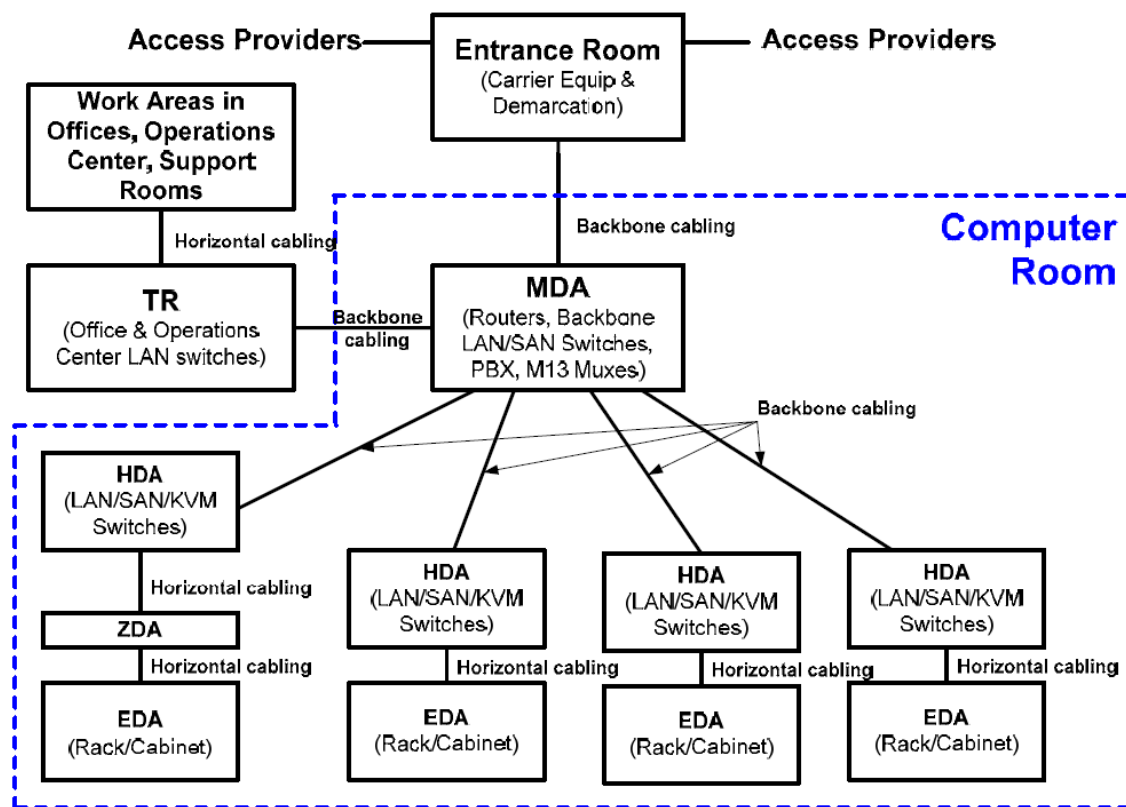 Access Providers
Entrance Room
(Carrier Equip &
Demarcation)
Access Providers
Work Areas in
Offices, Operations
Center, Support
Rooms
Horizontal cabling
Backbone cabling
Computer
Room
TR
(Office & Operations
Center LAN switches)
Backbone
cabling
MDA
(Routers, Backbone
LAN/SAN Switches,
PBX, M13 Muxes)
Backbone cabling
HDA
(LAN/SAN/KVM
Switches)
Horizontal cabling
ZDA
Horizontal cabling
EDA
(Rack/Cabinet)
HDA
(LAN/SAN/KVM
Switches)
Horizontal cabling
EDA
(Rack/Cabinet)
HDA
(LAN/SAN/KVM
Switches)
Horizontal cabling
EDA
(Rack/Cabinet)
HDA
(LAN/SAN/KVM
Switches)
Horizontal cabling
EDA
(Rack/Cabinet)